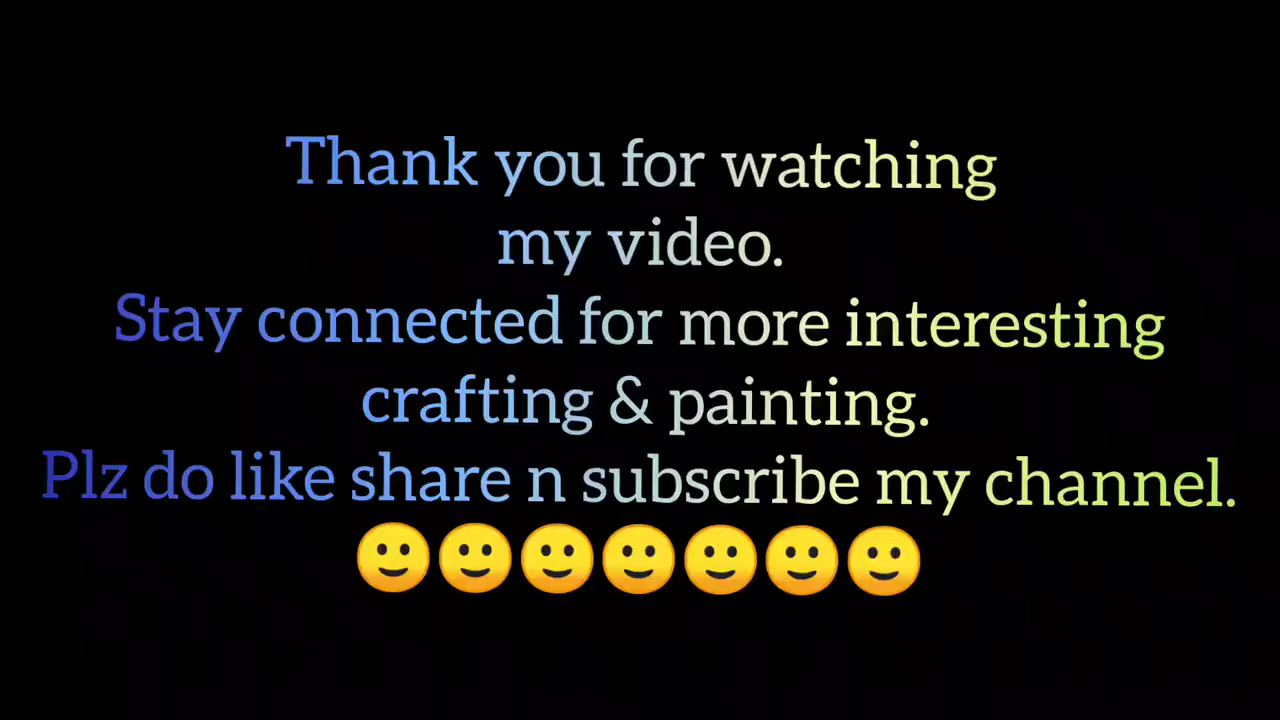 Thank you for watching
my video.
Stay connected for more interesting
crafting & painting.
Plz do like share n subscribe my channel.
🙂🙂🙂🙂🙂🙂🙂